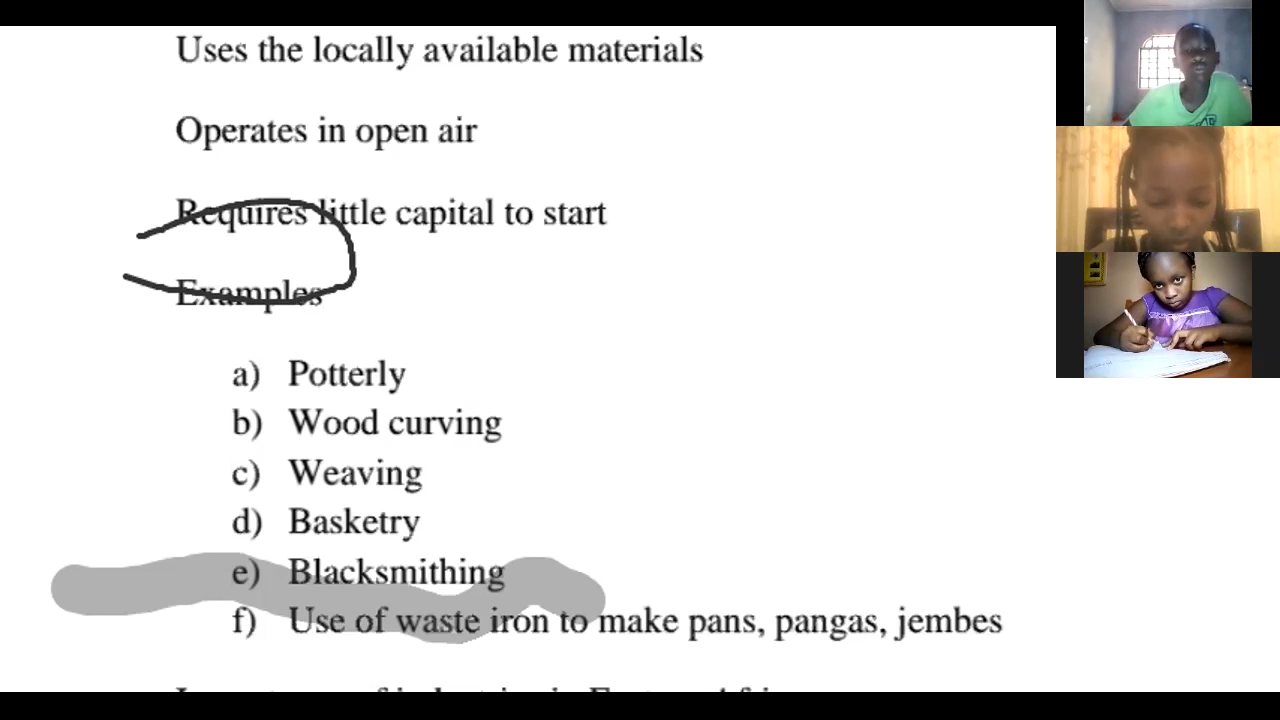 Uses the locally available materials
Operates in open air
Requires little capital to start
Examples
a) Potterly
b) Wood curving
c) Weaving
d) Basketry
e) Blacksmithing
f) Use of waste iron to make pans, pangas, jembes